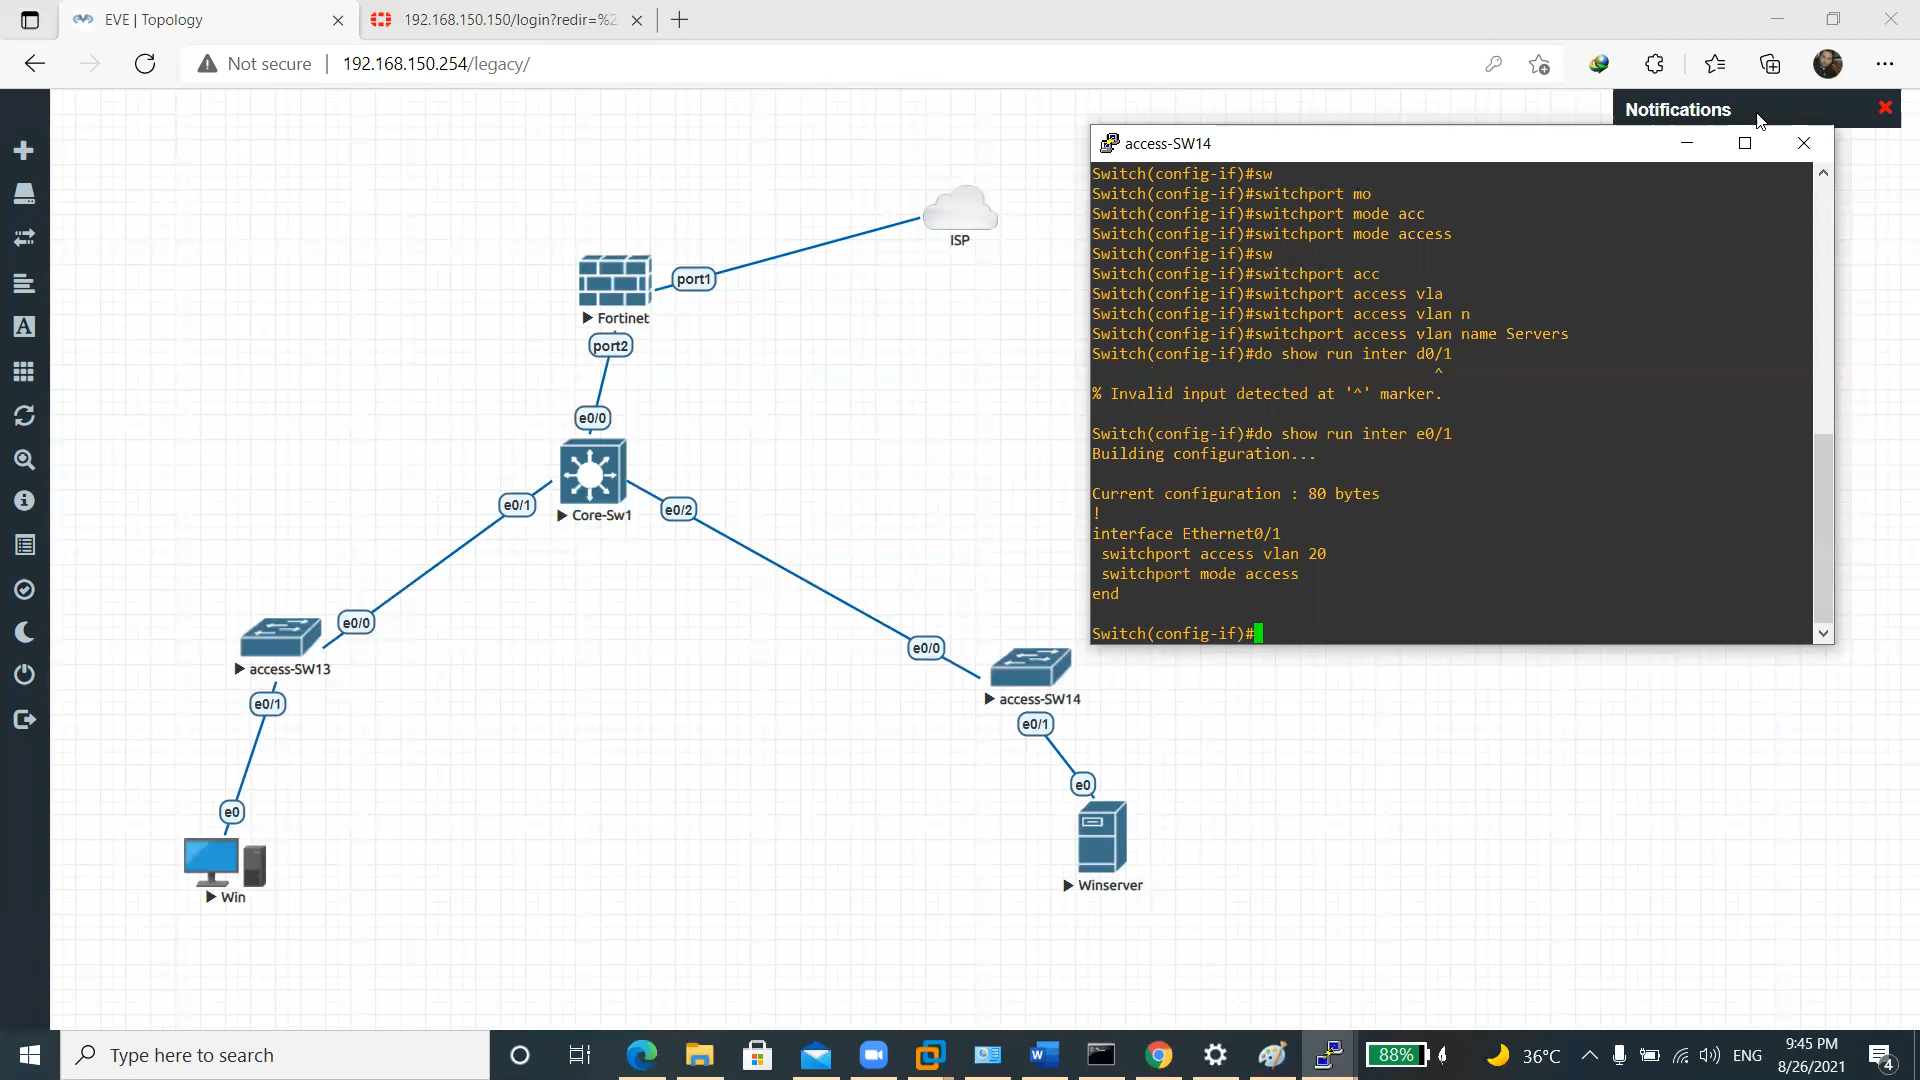 EVE | Topology
192.168.150.150/login?redir=%2
Not secure
192.168.150.254/legacy/
Notifications
access-SW14
Switch(config-if)#sw
Switch(config-if)#switchport mo
Switch(config-if)#switchport mode acc
Switch(config-if)#switchport mode access
Switch(config-if)#sw
Switch(config-if)#switchport acc
Switch(config-if)#switchport access vla
Switch(config-if)#switchport access vlan n
Switch(config-if)#switchport access vlan name Servers
Switch(config-if)#do show run inter d0/1
^
% Invalid input detected at '^' marker.
Switch(config-if)#do show run inter e0/1
Building configuration...
Current configuration : 80 bytes
!
interface Ethernet0/1
switchport access vlan 20
switchport mode access
end
Switch(config-if)#
ISP
port1
Fortinet
port2
e0/0
Core-Sw1
e0/1
e0/2
e0/0
access-SW13
e0/1
e0
Win
e0/0
access-SW14
e0/1
e0
Winserver
Type here to search
88%
36°C
ENG
9:45 PM
8/26/2021
4